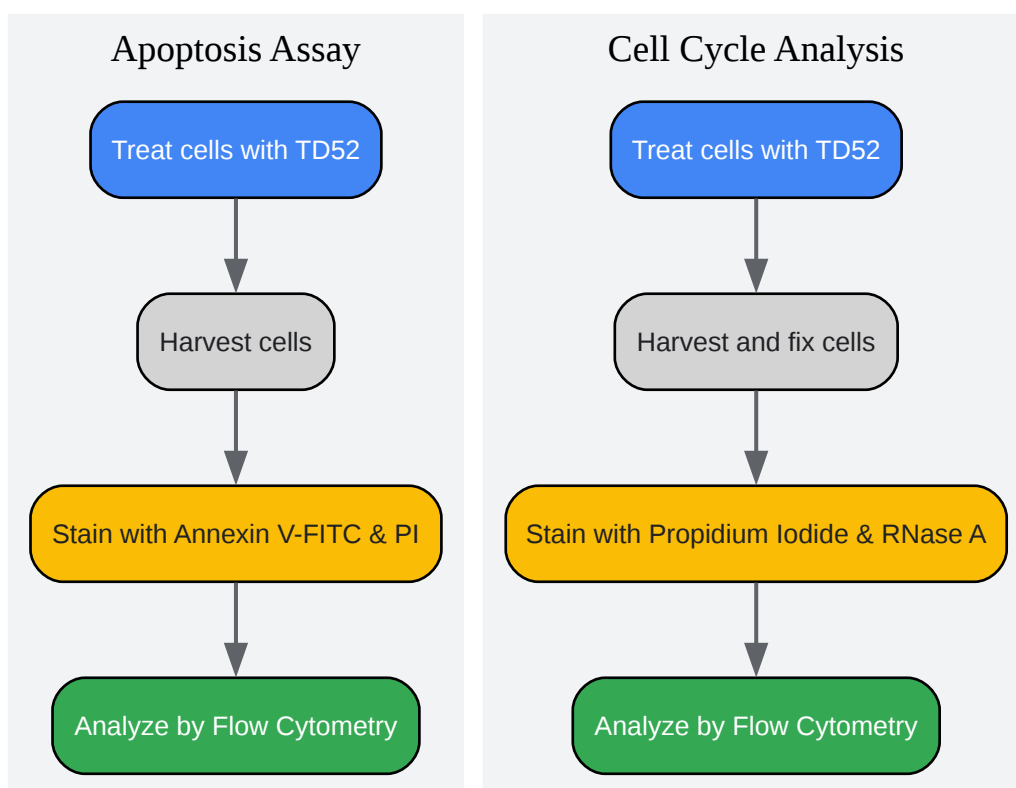 Apoptosis Assay
Treat cells with TD52
Harvest cells
Stain with Annexin V-FITC & PI
Analyze by Flow Cytometry
Cell Cycle Analysis
Treat cells with TD52
Harvest and fix cells
Stain with Propidium Iodide & RNase A
Analyze by Flow Cytometry